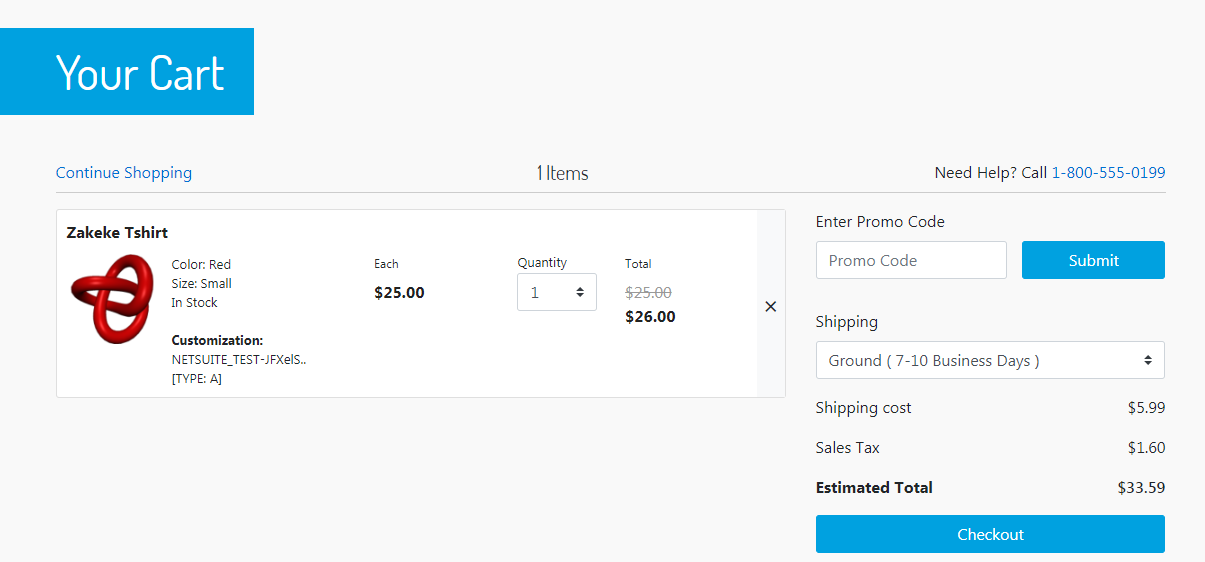 Your Cart
Continue Shopping
1 Items
Need Help? Call 1-800-555-0199
Zakeke Tshirt
Color: Red
Size: Small
In Stock
Customization:
NETSUITE_TEST-JFXelS..
[TYPE: A]
Each
$25.00
Quantity
1
Total
$25.00
$26.00
×
Enter Promo Code
Promo Code
Submit
Shipping
Ground ( 7-10 Business Days )
Shipping cost $5.99
Sales Tax $1.60
Estimated Total $33.59
Checkout